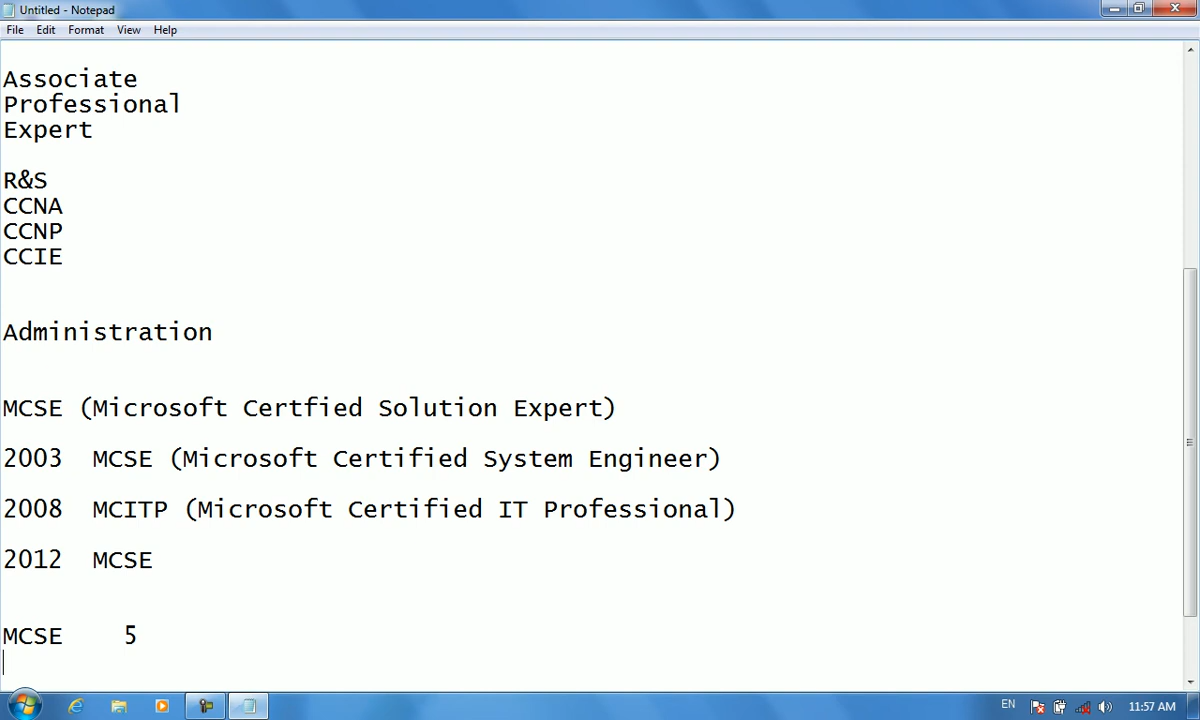 Untitled - Notepad
File Edit Format View Help
Associate
Professional
Expert
R&S
CCNA
CCNP
CCIE
Administration
MCSE (Microsoft Certfied Solution Expert)
2003 MCSE (Microsoft Certified System Engineer)
2008 MCITP (Microsoft Certified IT Professional)
2012 MCSE
MCSE 5
EN 11:57 AM